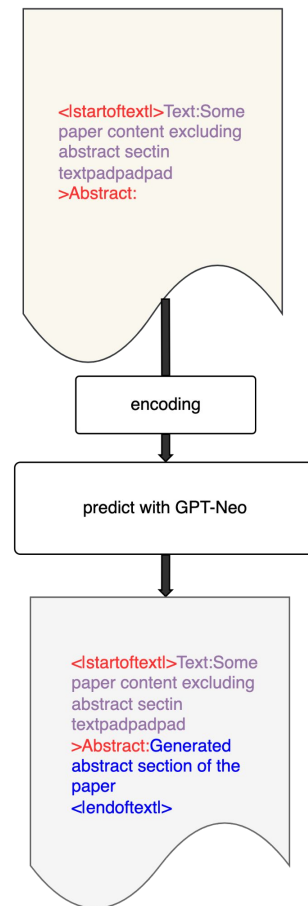 <|startoftext|>Text:Some
paper content excluding
abstract sectin
textpadpadpad
>Abstract:
encoding
predict with GPT-Neo
<|startoftext|>Text:Some
paper content excluding
abstract sectin
textpadpadpad
>Abstract:Generated
abstract section of the
paper
<|endoftext|>